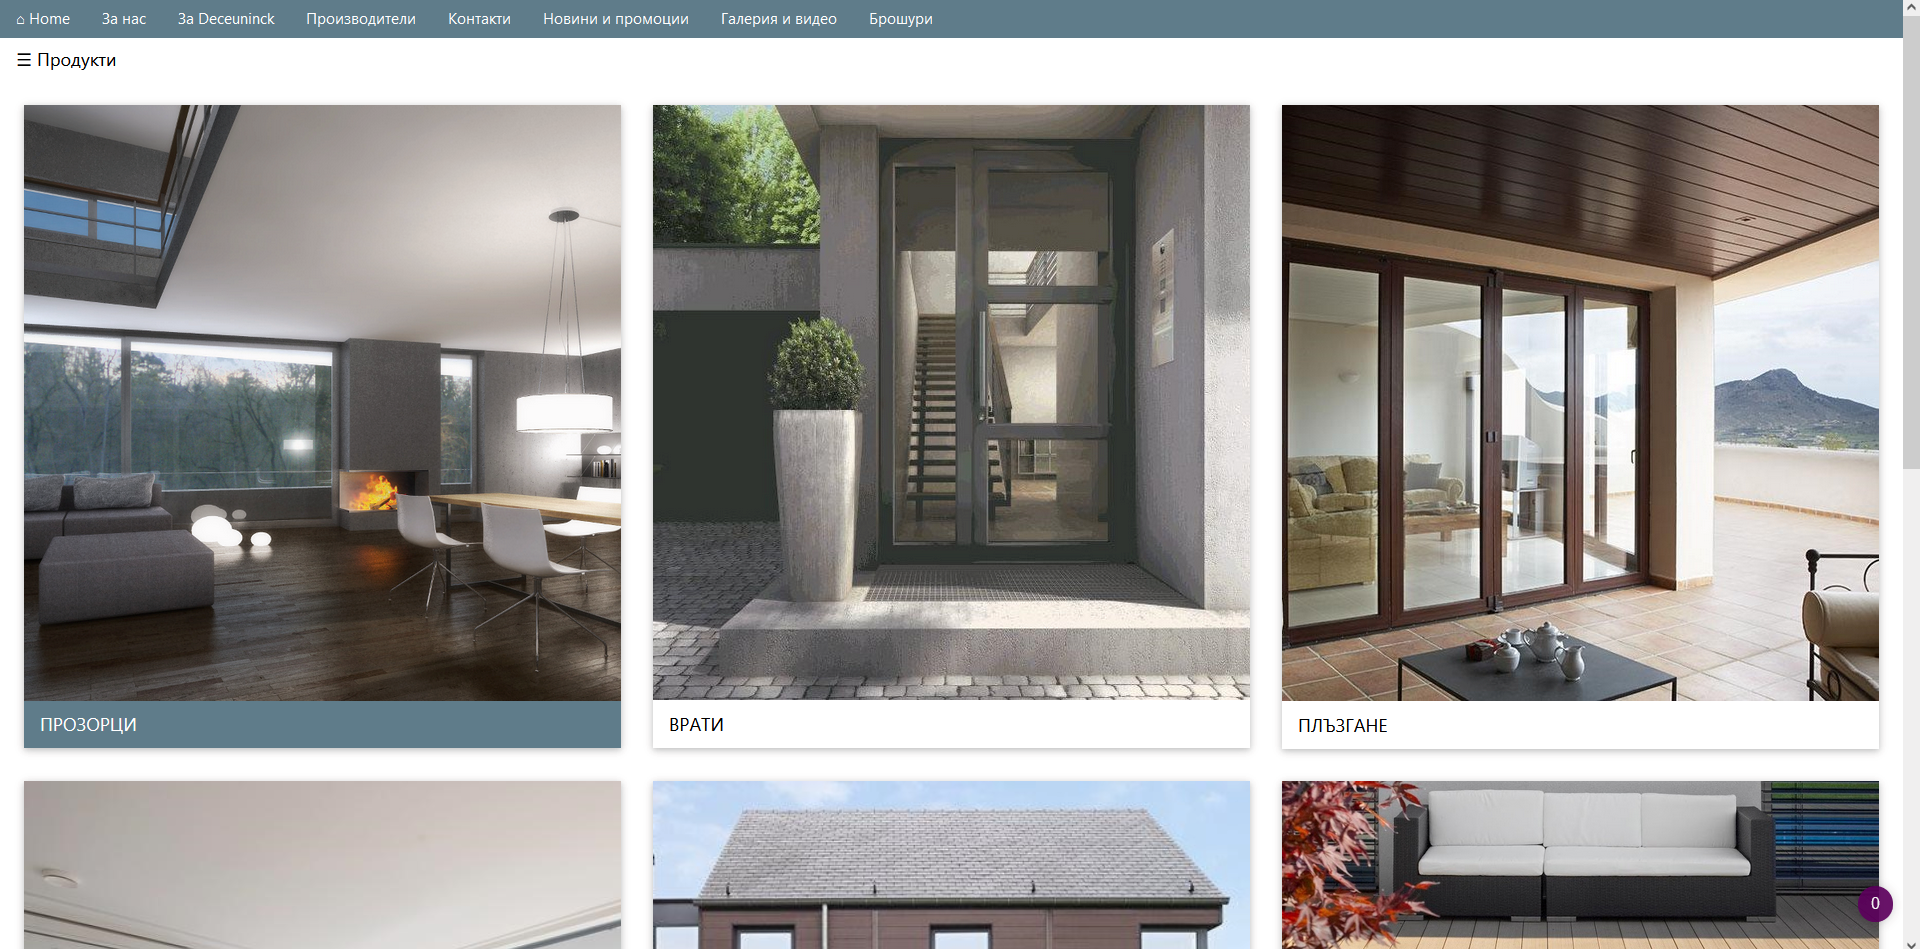 ⌂ Home За нас За Deceuninck Производители Контакти Новини и промоции Галерия и видео Брошури
☰ Продукти
ПРОЗОРЦИ
ВРАТИ
ПЛЪЗГАНЕ
0